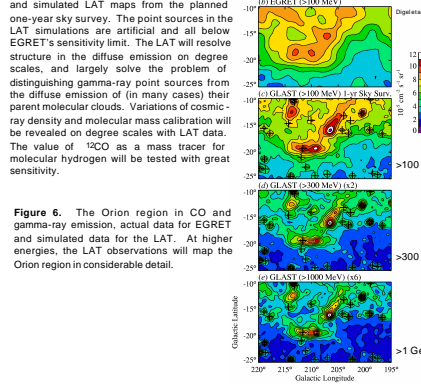 and simulated LAT maps from the planned
one-year sky survey. The point sources in the
LAT simulations are artificial and all below
EGRET's sensitivity limit. The LAT will resolve
structure in the diffuse emission on degree
scales, and largely solve the problem of
distinguishing gamma-ray point sources from
the diffuse emission of (in many cases) their
parent molecular clouds. Variations of cosmic-
ray density and molecular mass calibration will
be revealed on degree scales with LAT data.
The value of ¹²CO as a mass tracer for
molecular hydrogen will be tested with great
sensitivity.
Figure 6. The Orion region in CO and
gamma-ray emission, actual data for EGRET
and simulated data for the LAT. At higher
energies, the LAT observations will map the
Orion region in considerable detail.
(b) EGRET (>100 MeV)
-10°
-15°
-20°
-25°
Digeleta
(c) GLAST (>100 MeV) 1-yr Sky Surv.
-10°
-15°
-20°
-25°
12
10
8
6
4
2
0
10⁻⁵ cm⁻² s⁻¹ sr⁻¹
>100
(d) GLAST (>300 MeV) (x2)
-10°
-15°
-20°
-25°
>300
(e) GLAST (>1000 MeV) (x6)
-10°
-15°
-20°
-25°
>1 Ge
220° 215° 210° 205° 200° 195°
Galactic Longitude
Galactic Latitude